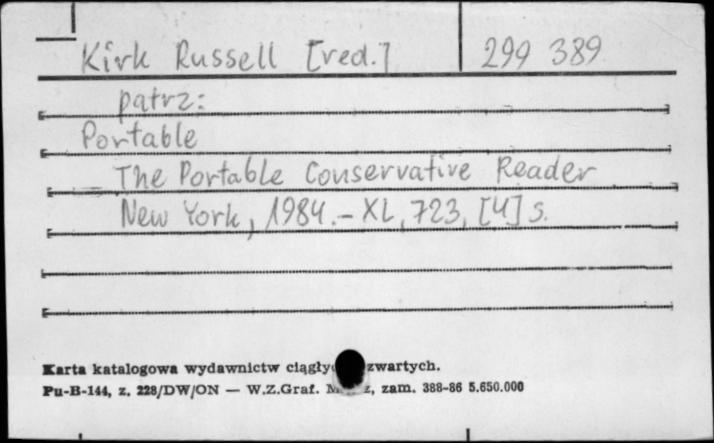 Kirk Russell [red.] 299 389
patrz:
Portable
The Portable Conservative Reader
New York, 1984.- XL, 723, [4] s.
Karta katalogowa wydawnictw zwartych.
Pu-B-144, z. 228/DW/ON — W.Z.Graf. zam. 388-86 5.650.000